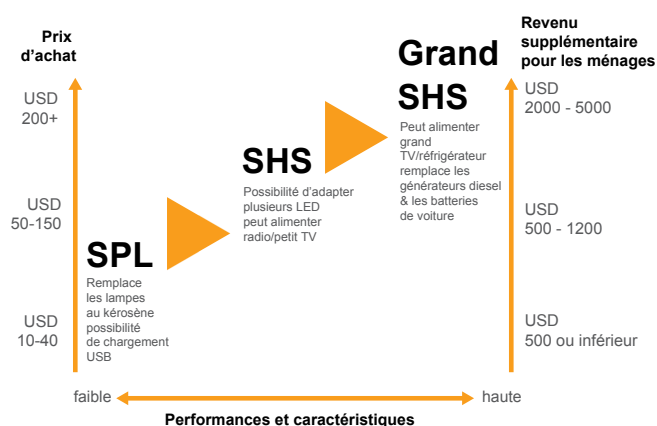 Prix
d'achat
USD
200+
USD
50-150
USD
10-40
SPL
Remplace
les lampes
au kérosène
possibilité
de chargement
USB
SHS
Possibilité d'adapter
plusieurs LED
peut alimenter
radio/petit TV
Grand
SHS
Peut alimenter
grand
TV/réfrigérateur
remplace les
générateurs diesel
& les batteries
de voiture
Revenu
supplémentaire
pour les ménages
USD
2000 - 5000
USD
500 - 1200
USD
500 ou inférieur
faible
haute
Performances et caractéristiques